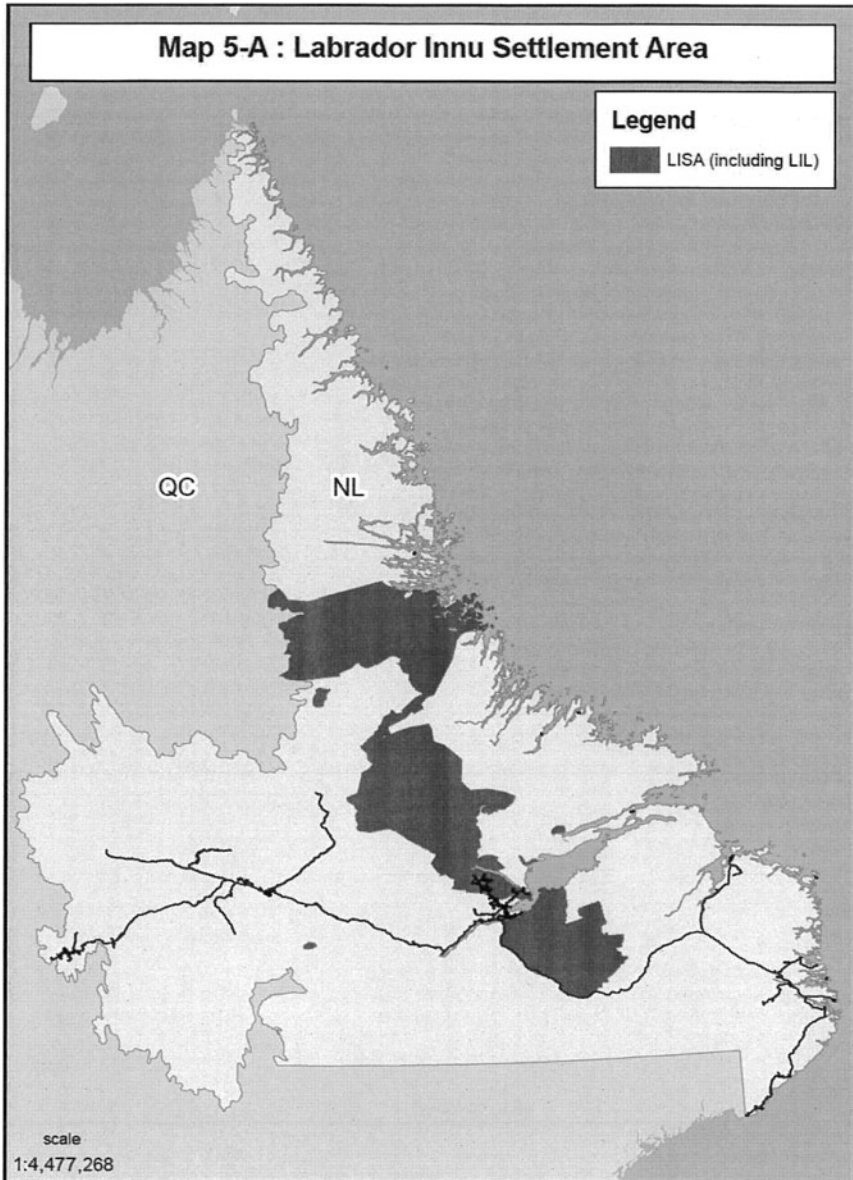 Map 5-A : Labrador Innu Settlement Area
Legend
LISA (including LIL)
QC
NL
scale
1:4,477,268